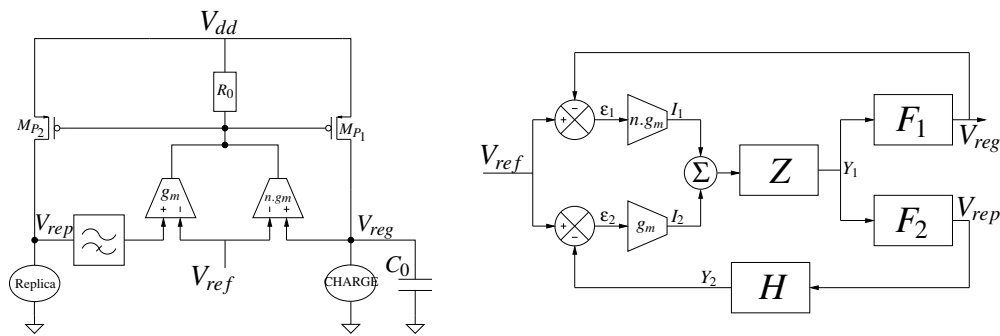 V_dd
R_0
M_P2
M_P1
g_m
n.g_m
+ −
− +
V_rep
V_reg
V_ref
C_0
Replica
CHARGE
−
+
ε_1
n.g_m
I_1
F_1
V_reg
V_ref
Σ
Z
Y_1
+
−
ε_2
g_m
I_2
F_2
V_rep
Y_2
H